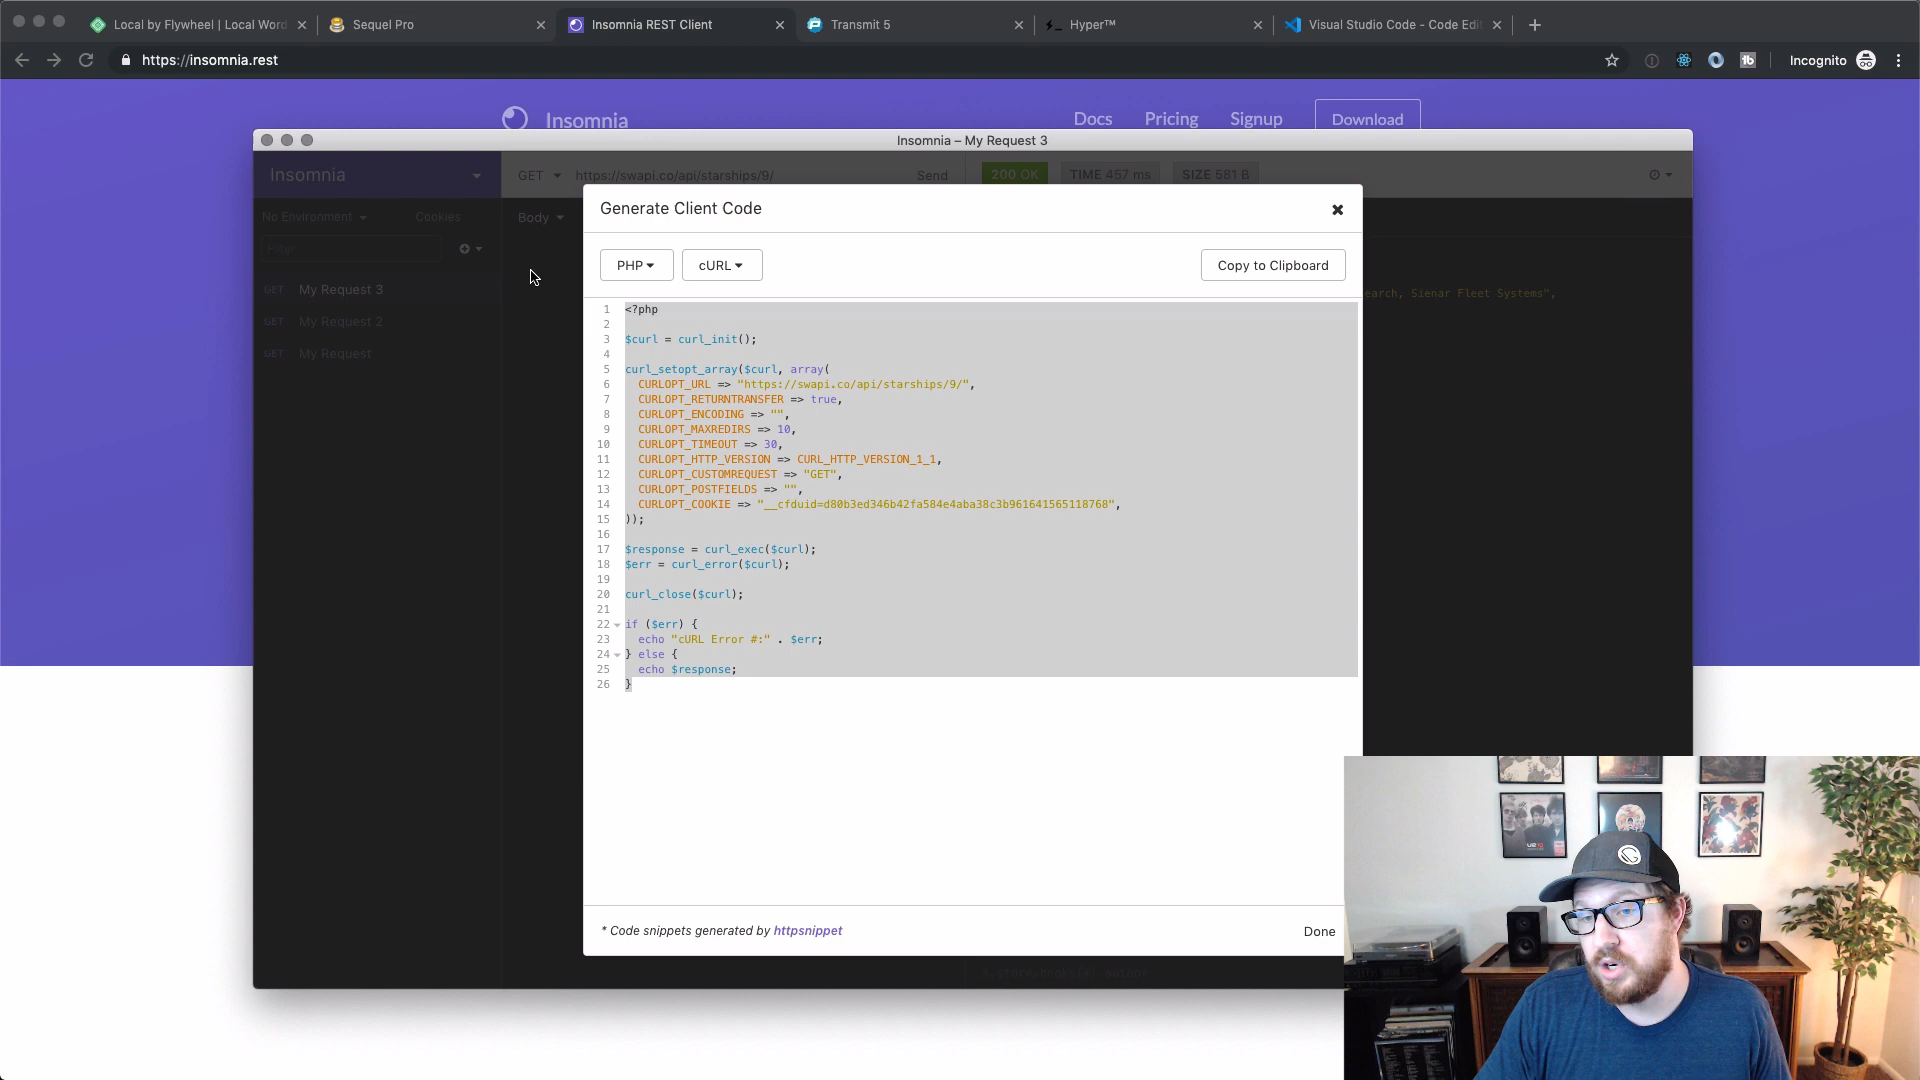 Local by Flywheel | Local Word
Sequel Pro
Insomnia REST Client
Transmit 5
Hyper™
Visual Studio Code - Code Edit
https://insomnia.rest
Incognito
Insomnia
Docs
Pricing
Signup
Download
Insomnia – My Request 3
Insomnia
GET
https://swapi.co/api/starships/9/
Send
200 OK
TIME 457 ms
SIZE 581 B
No Environment
Cookies
Body
Filter
GET My Request 3
GET My Request 2
GET My Request
earch, Sienar Fleet Systems",
Generate Client Code
PHP
cURL
Copy to Clipboard
1 <?php
2
3 $curl = curl_init();
4
5 curl_setopt_array($curl, array(
6 CURLOPT_URL => "https://swapi.co/api/starships/9/",
7 CURLOPT_RETURNTRANSFER => true,
8 CURLOPT_ENCODING => "",
9 CURLOPT_MAXREDIRS => 10,
10 CURLOPT_TIMEOUT => 30,
11 CURLOPT_HTTP_VERSION => CURL_HTTP_VERSION_1_1,
12 CURLOPT_CUSTOMREQUEST => "GET",
13 CURLOPT_POSTFIELDS => "",
14 CURLOPT_COOKIE => "__cfduid=d80b3ed346b42fa584e4aba38c3b961641565118768",
15 ));
16
17 $response = curl_exec($curl);
18 $err = curl_error($curl);
19
20 curl_close($curl);
21
22 if ($err) {
23 echo "cURL Error #:" . $err;
24 } else {
25 echo $response;
26 }
* Code snippets generated by httpsnippet
Done